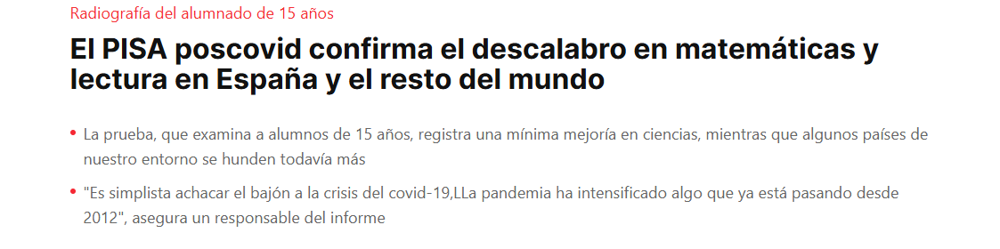 Radiografía del alumnado de 15 años
El PISA poscovid confirma el descalabro en matemáticas y
lectura en España y el resto del mundo
La prueba, que examina a alumnos de 15 años, registra una mínima mejoría en ciencias, mientras que algunos países de
nuestro entorno se hunden todavía más
"Es simplista achacar el bajón a la crisis del covid-19,LLa pandemia ha intensificado algo que ya está pasando desde
2012", asegura un responsable del informe